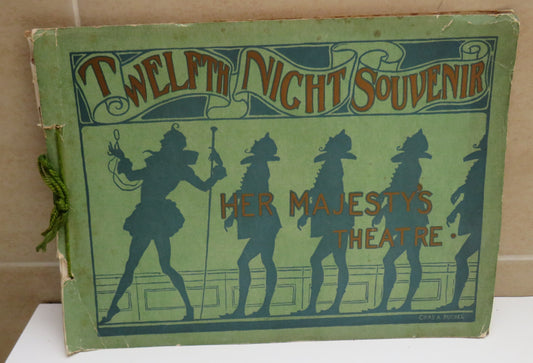 TWELFTH NIGHT SOUVENIR
HER MAJESTY'S
THEATRE.
CHAS A. BUCHEL